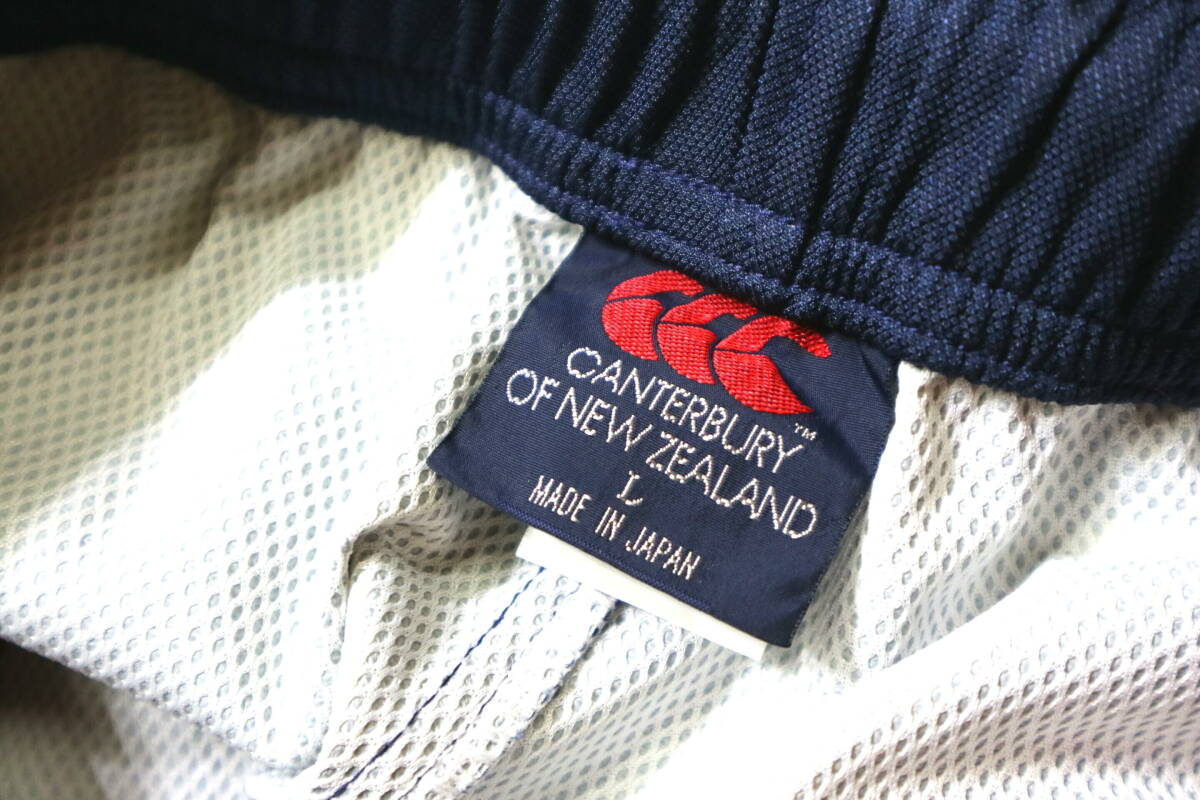 CANTERBURY™
OF NEW ZEALAND
L
MADE IN JAPAN